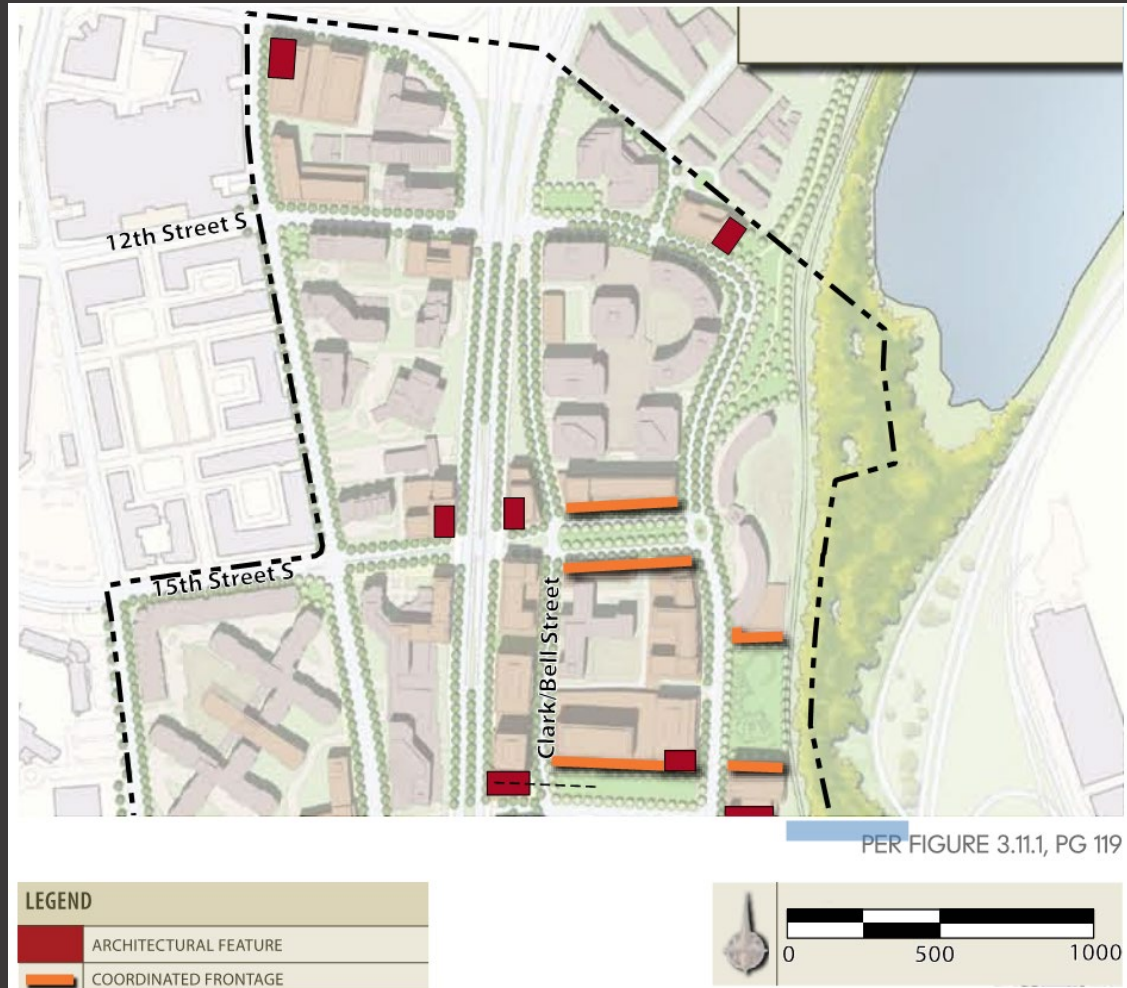 12th Street S
15th Street S
Clark/Bell Street
PER FIGURE 3.11.1, PG 119
LEGEND
ARCHITECTURAL FEATURE
COORDINATED FRONTAGE
0 500 1000